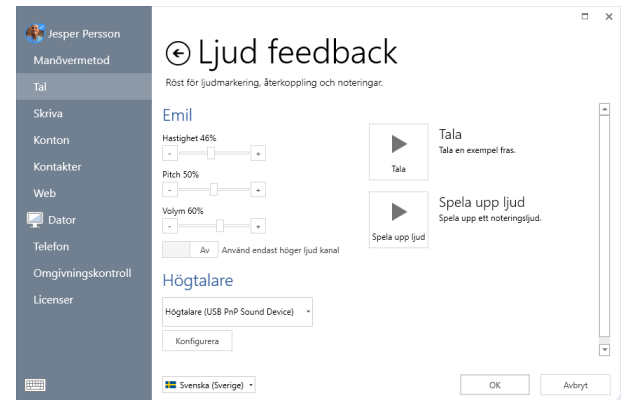 Jesper Persson
Manövermetod
Tal
Skriva
Konton
Kontakter
Web
Dator
Telefon
Omgivningskontroll
Licenser
Ljud feedback
Röst för ljudmarkering, återkoppling och noteringar.
Emil
Hastighet 46%
- +
Pitch 50%
- +
Volym 60%
- +
Av Använd endast höger ljud kanal
Tala
Tala
Tala en exempel fras.
Spela upp ljud
Spela upp ljud
Spela upp ett noteringsljud.
Högtalare
Högtalare (USB PnP Sound Device)
Konfigurera
Svenska (Sverige)
OK
Avbryt